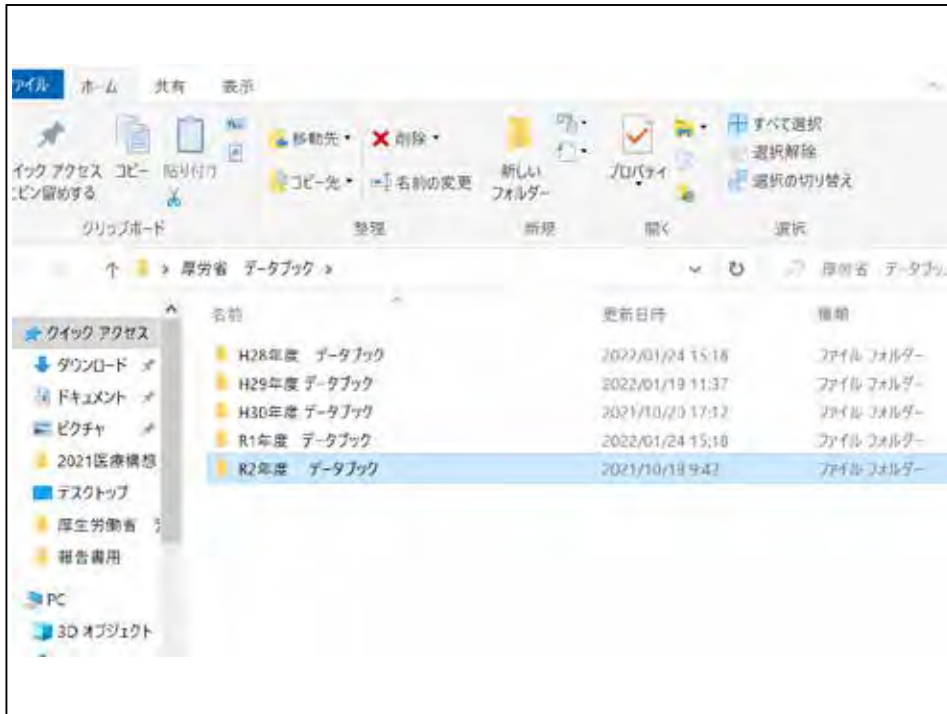 ァイル ホーム 共有 表示
イック アクセス
にピン留めする
コピー 貼り付け
移動先
コピー先
削除
名前の変更
新しい
フォルダー
プロパティ
すべて選択
選択解除
選択の切り替え
クリップボード 整理 新規 開く 選択
厚労省 データブック
厚労省 データブッ
名前 更新日時 種類
H28年度 データブック 2022/01/24 15:18 ファイル フォルダー
H29年度 データブック 2022/01/19 11:37 ファイル フォルダー
H30年度 データブック 2021/10/20 17:12 ファイル フォルダー
R1年度 データブック 2022/01/24 15:18 ファイル フォルダー
R2年度 データブック 2021/10/18 9:42 ファイル フォルダー
クイック アクセス
ダウンロード
ドキュメント
ピクチャ
2021医療構想
デスクトップ
厚生労働省
報告書用
PC
3D オブジェクト